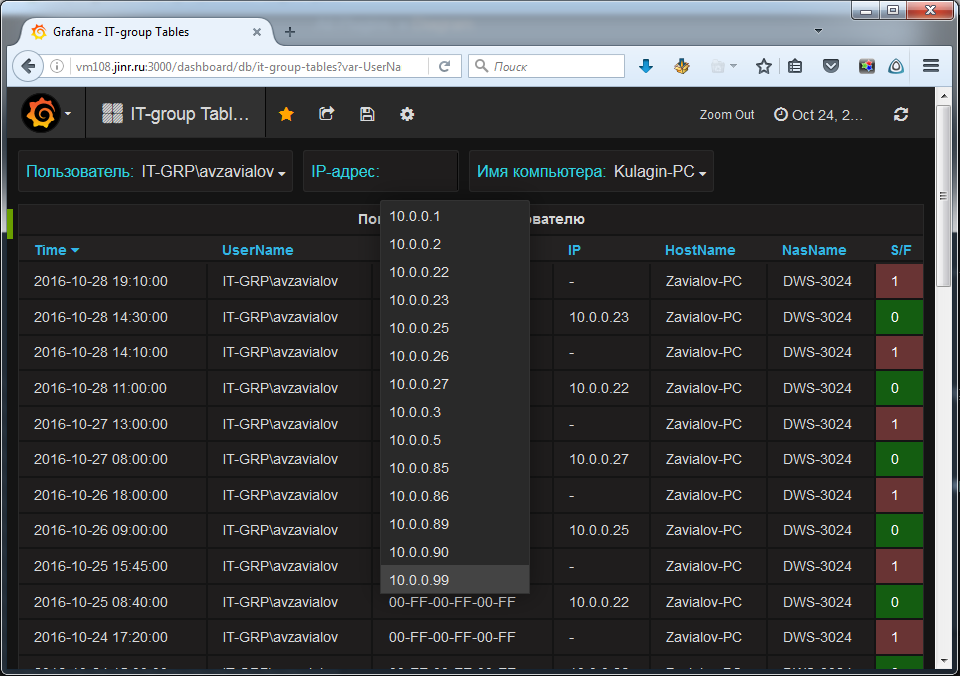 Grafana - IT-group Tables
vm108.jinr.ru:3000/dashboard/db/it-group-tables?var-UserNa
Поиск
IT-group Tabl...
Zoom Out
Oct 24, 2...
Пользователь: IT-GRP\avzavialov
IP-адрес:
Имя компьютера: Kulagin-PC
Time UserName IP HostName NasName S/F
2016-10-28 19:10:00 IT-GRP\avzavialov - Zavialov-PC DWS-3024 1
2016-10-28 14:30:00 IT-GRP\avzavialov 10.0.0.23 Zavialov-PC DWS-3024 0
2016-10-28 14:10:00 IT-GRP\avzavialov - Zavialov-PC DWS-3024 1
2016-10-28 11:00:00 IT-GRP\avzavialov 10.0.0.22 Zavialov-PC DWS-3024 0
2016-10-27 13:00:00 IT-GRP\avzavialov - Zavialov-PC DWS-3024 1
2016-10-27 08:00:00 IT-GRP\avzavialov 10.0.0.27 Zavialov-PC DWS-3024 0
2016-10-26 18:00:00 IT-GRP\avzavialov - Zavialov-PC DWS-3024 1
2016-10-26 09:00:00 IT-GRP\avzavialov 10.0.0.25 Zavialov-PC DWS-3024 0
2016-10-25 15:45:00 IT-GRP\avzavialov - Zavialov-PC DWS-3024 1
2016-10-25 08:40:00 IT-GRP\avzavialov 00-FF-00-FF-00-FF 10.0.0.22 Zavialov-PC DWS-3024 0
2016-10-24 17:20:00 IT-GRP\avzavialov 00-FF-00-FF-00-FF - Zavialov-PC DWS-3024 1
10.0.0.1
10.0.0.2
10.0.0.22
10.0.0.23
10.0.0.25
10.0.0.26
10.0.0.27
10.0.0.3
10.0.0.5
10.0.0.85
10.0.0.86
10.0.0.89
10.0.0.90
10.0.0.99